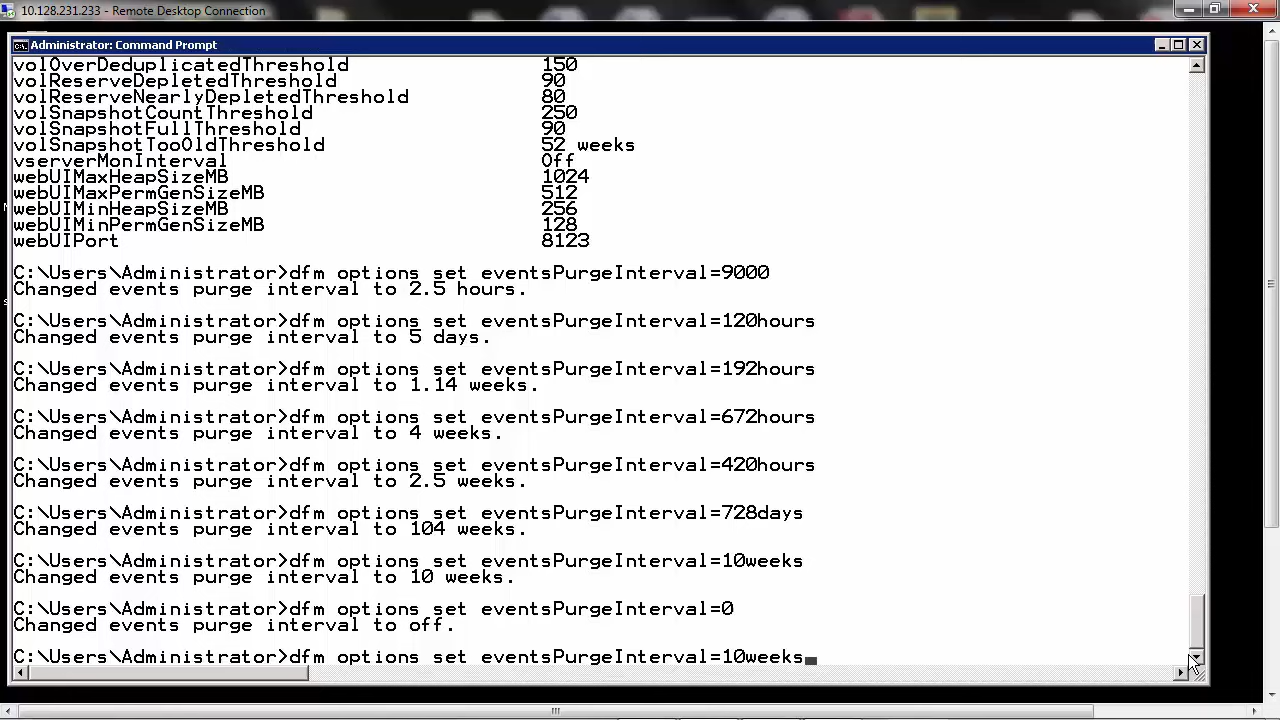 10.128.231.233 - Remote Desktop Connection
Administrator: Command Prompt
volOverDeduplicatedThreshold 150
volReserveDepletedThreshold 90
volReserveNearlyDepletedThreshold 80
volSnapshotCountThreshold 250
volSnapshotFullThreshold 90
volSnapshotTooOldThreshold 52 weeks
vserverMonInterval Off
webUIMaxHeapSizeMB 1024
webUIMaxPermGenSizeMB 512
webUIMinHeapSizeMB 256
webUIMinPermGenSizeMB 128
webUIPort 8123
C:\Users\Administrator>dfm options set eventsPurgeInterval=9000
Changed events purge interval to 2.5 hours.
C:\Users\Administrator>dfm options set eventsPurgeInterval=120hours
Changed events purge interval to 5 days.
C:\Users\Administrator>dfm options set eventsPurgeInterval=192hours
Changed events purge interval to 1.14 weeks.
C:\Users\Administrator>dfm options set eventsPurgeInterval=672hours
Changed events purge interval to 4 weeks.
C:\Users\Administrator>dfm options set eventsPurgeInterval=420hours
Changed events purge interval to 2.5 weeks.
C:\Users\Administrator>dfm options set eventsPurgeInterval=728days
Changed events purge interval to 104 weeks.
C:\Users\Administrator>dfm options set eventsPurgeInterval=10weeks
Changed events purge interval to 10 weeks.
C:\Users\Administrator>dfm options set eventsPurgeInterval=0
Changed events purge interval to off.
C:\Users\Administrator>dfm options set eventsPurgeInterval=10weeks